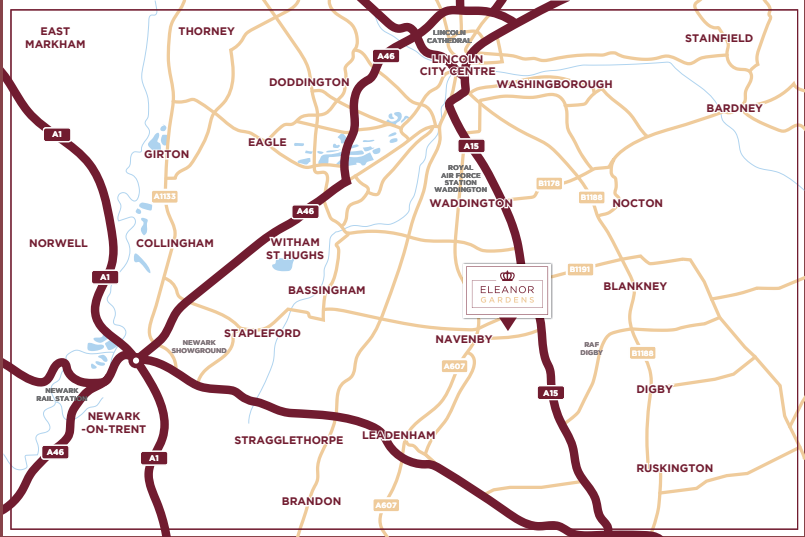 EAST
MARKHAM
THORNEY
LINCOLN
CATHEDRAL
STAINFIELD
A46
LINCOLN
CITY CENTRE
DODDINGTON
WASHINGBOROUGH
BARDNEY
A1
EAGLE
A15
GIRTON
ROYAL
AIR FORCE
STATION
WADDINGTON
B1178
A1133
B1188
WADDINGTON
NOCTON
A46
NORWELL
COLLINGHAM
WITHAM
ST HUGHS
A1
B1191
BASSINGHAM
ELEANOR
GARDENS
BLANKNEY
STAPLEFORD
NEWARK
SHOWGROUND
NAVENBY
RAF
DIGBY
B1188
A607
NEWARK
RAIL STATION
A15
DIGBY
NEWARK
-ON-TRENT
STRAGGLETHORPE
LEADENHAM
A46
A1
RUSKINGTON
BRANDON
A607